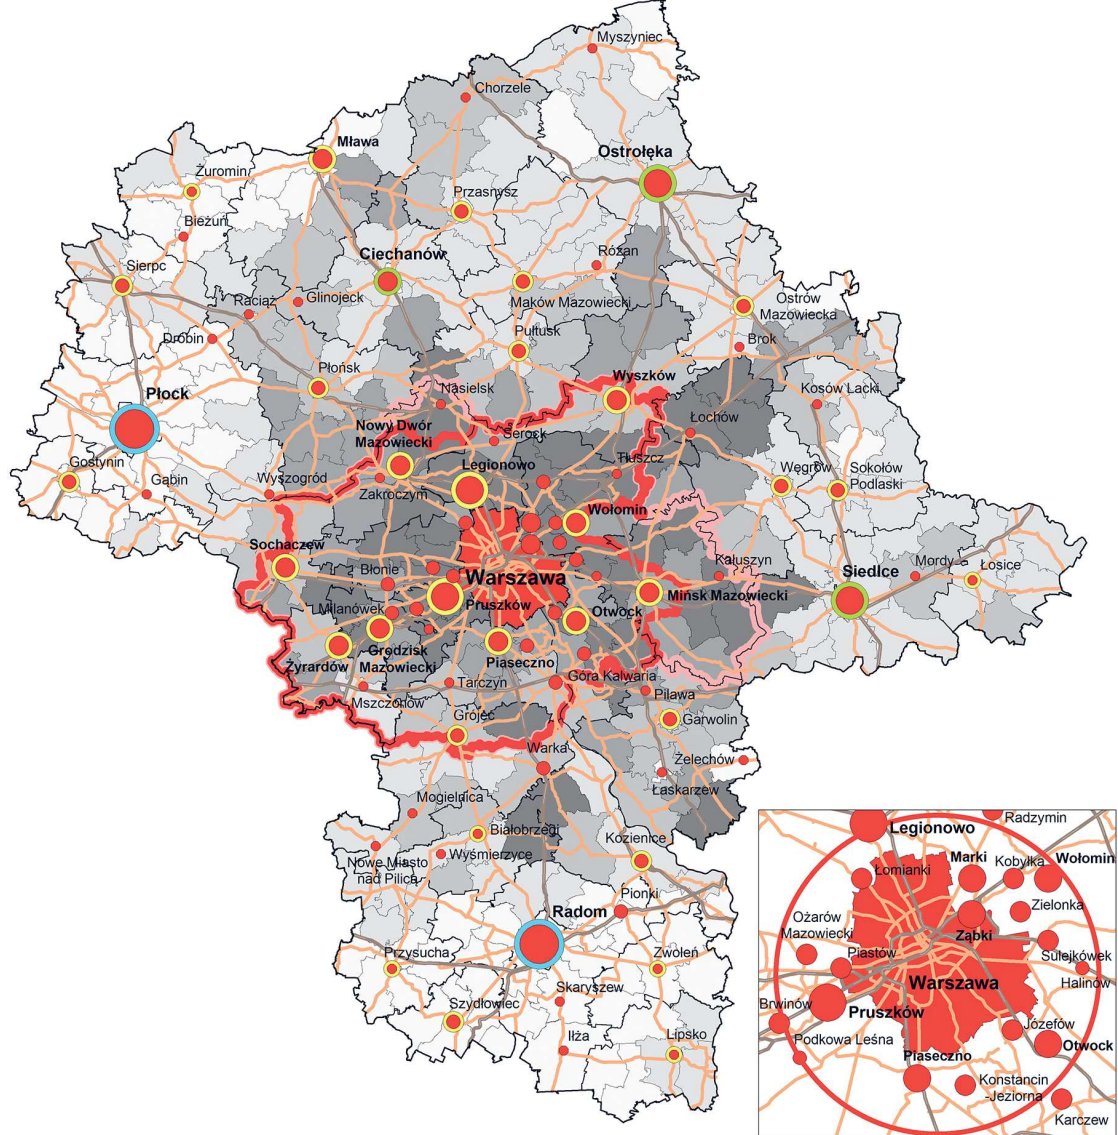 Myszyniec
Chorzele
Mława
Ostrołęka
Żuromin
Przasnysz
Bieżuń
Ciechanów
Różan
Sierpc
Raciąż
Glinojeck
Maków Mazowiecki
Ostrów
Mazowiecka
Drobin
Pułtusk
Brok
Płońsk
Wyszków
Płock
Nasielsk
Kosów Lacki
Łochów
Nowy Dwór
Mazowiecki
Serock
Gostynin
Gąbin
Wyszogród
Legionowo
Tłuszcz
Węgrów
Sokołów
Podlaski
Zakroczym
Wołomin
Sochaczew
Kałuszyn
Siedlce
Mordy
Łosice
Błonie
Warszawa
Mińsk Mazowiecki
Milanówek
Pruszków
Otwock
Żyrardów
Grodzisk
Mazowiecki
Piaseczno
Tarczyn
Góra Kalwaria
Mszczonów
Pilawa
Grójec
Garwolin
Warka
Żelechów
Łaskarzew
Mogielnica
Białobrzegi
Kozienice
Nowe Miasto
nad Pilicą
Wyśmierzyce
Pionki
Radom
Przysucha
Zwoleń
Skaryszew
Szydłowiec
Iłża
Lipsko
Radzymin
Legionowo
Marki
Kobyłka
Wołomin
Łomianki
Zielonka
Ożarów
Mazowiecki
Ząbki
Piastów
Sulejówek
Warszawa
Halinów
Brwinów
Pruszków
Józefów
Podkowa Leśna
Otwock
Piaseczno
Konstancin
-Jeziorna
Karczew